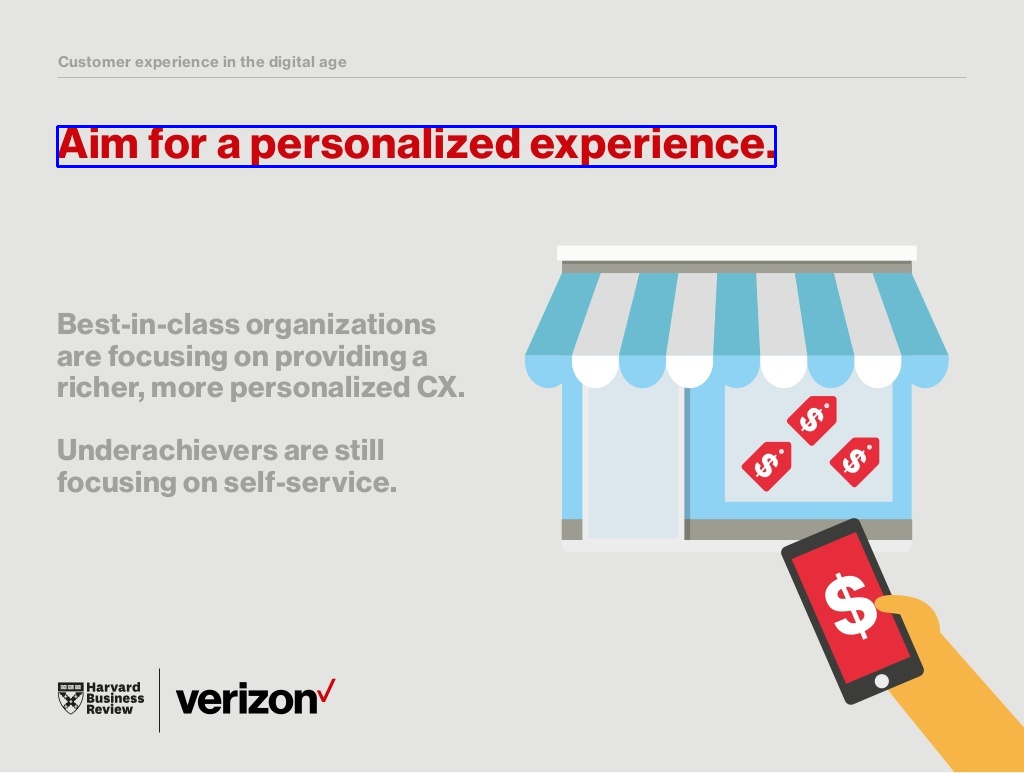 Customer experience in the digital age
Aim for a personalized experience.
Best-in-class organizations
are focusing on providing a
richer, more personalized CX.
Underachievers are still
focusing on self-service.
$
$
$
$
Harvard
Business
Review
verizon✓